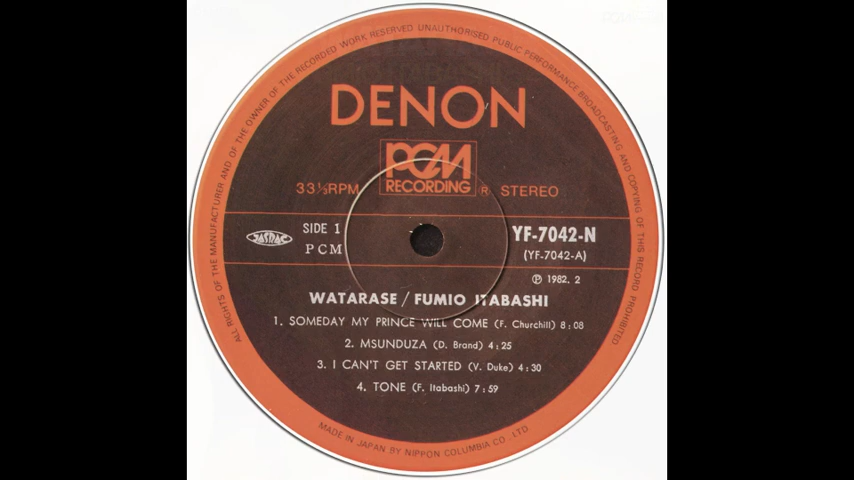 ALL RIGHTS OF THE MANUFACTURER AND OF THE OWNER OF THE RECORDED WORK RESERVED UNAUTHORISED PUBLIC PERFORMANCE BROADCASTING AND COPYING OF THIS RECORD PROHIBITED
DENON
PCM
RECORDING
33⅓RPM ® STEREO
JASRAC SIDE 1 YF-7042-N
PCM (YF-7042-A)
Ⓟ 1982. 2
WATARASE / FUMIO ITABASHI
1. SOMEDAY MY PRINCE WILL COME (F. Churchill) 8:08
2. MSUNDUZA (D. Brand) 4:25
3. I CAN'T GET STARTED (V. Duke) 4:30
4. TONE (F. Itabashi) 7:59
MADE IN JAPAN BY NIPPON COLUMBIA CO LTD